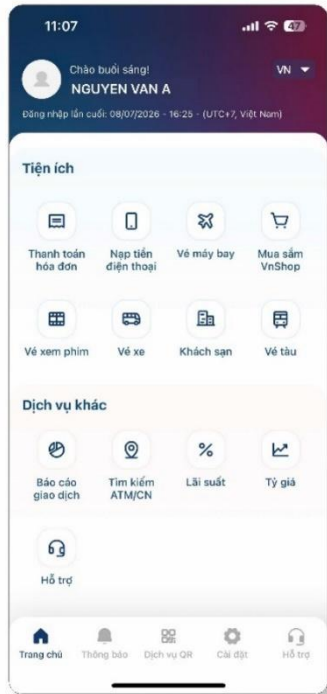 11:07
47
Chào buổi sáng!
VN
NGUYEN VAN A
Đăng nhập lần cuối: 08/07/2026 - 16:25 - (UTC+7, Việt Nam)
Tiện ích
Thanh toán
hóa đơn
Nạp tiền
điện thoại
Vé máy bay
Mua sắm
VnShop
Vé xem phim
Vé xe
Khách sạn
Vé tàu
Dịch vụ khác
Báo cáo
giao dịch
Tìm kiếm
ATM/CN
Lãi suất
Tỷ giá
Hỗ trợ
Trang chủ
Thông báo
Dịch vụ QR
Cài đặt
Hỗ trợ